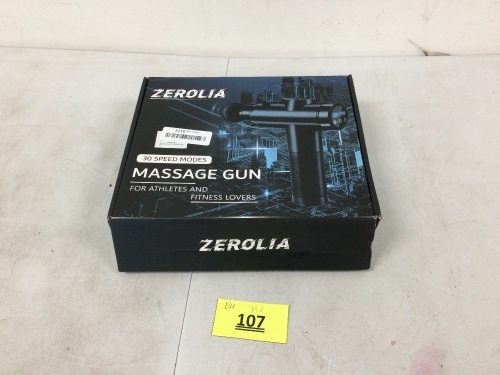 ZEROLIA
30 SPEED MODES
MASSAGE GUN
FOR ATHLETES AND
FITNESS LOVERS
ZEROLIA
107